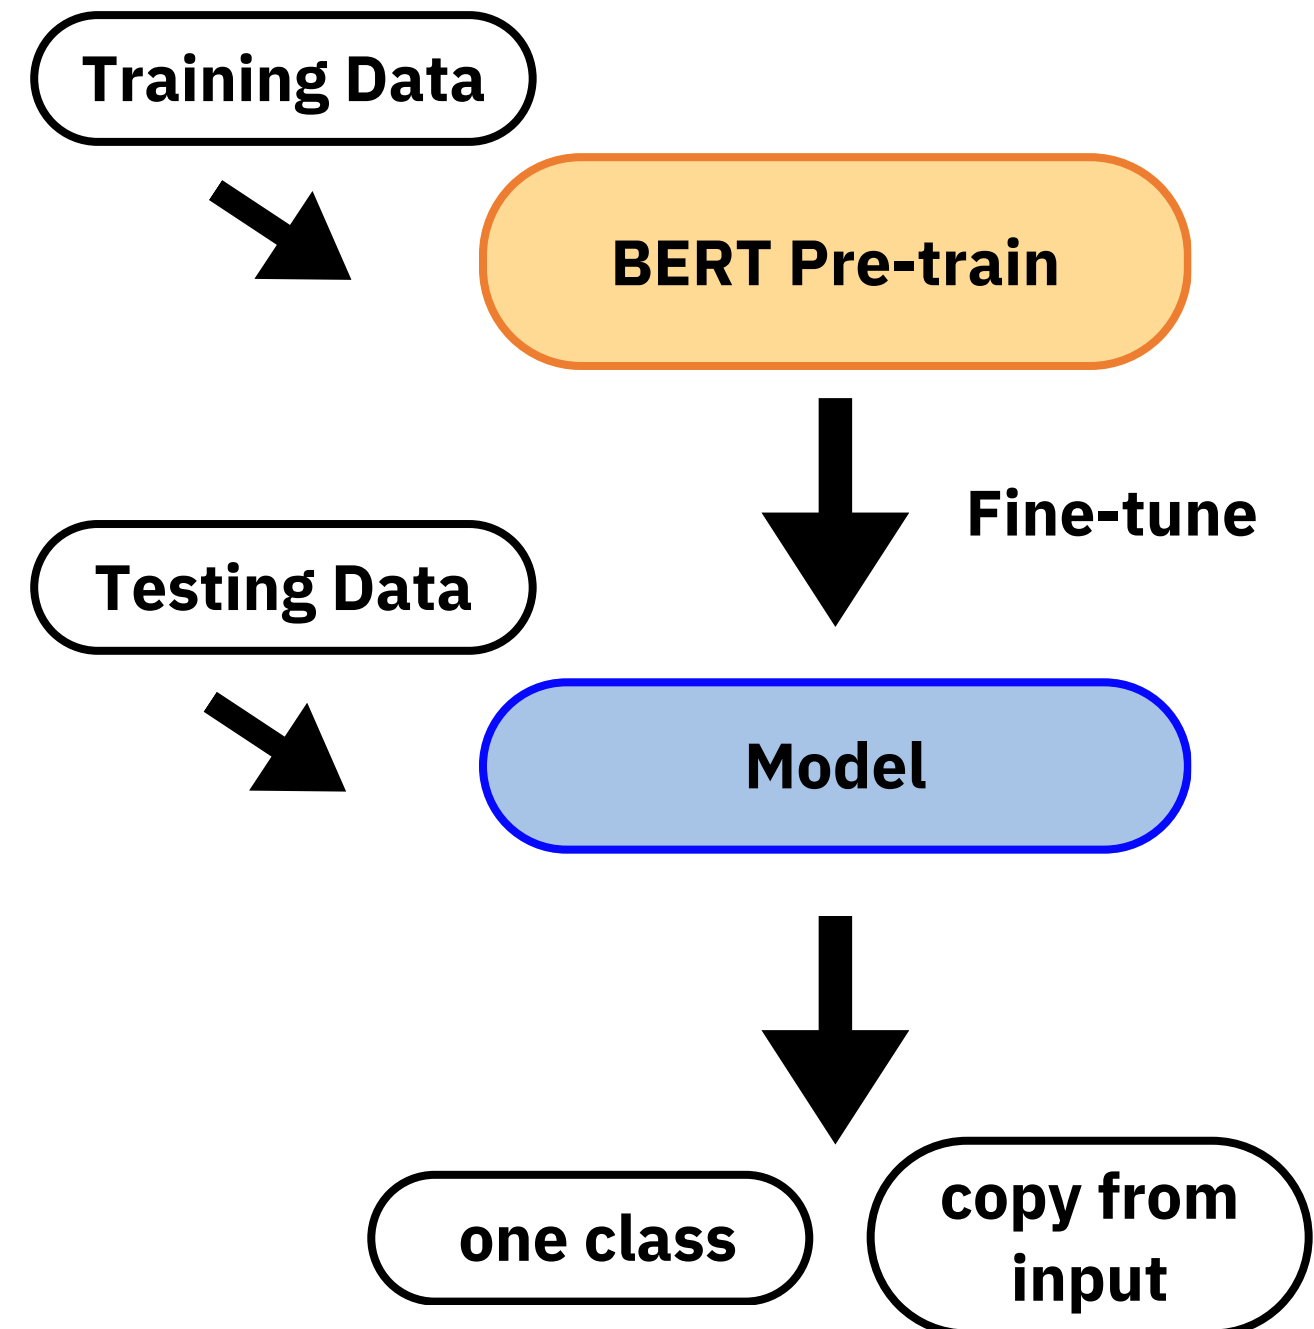 Training Data
BERT Pre-train
Fine-tune
Testing Data
Model
one class
copy from
input